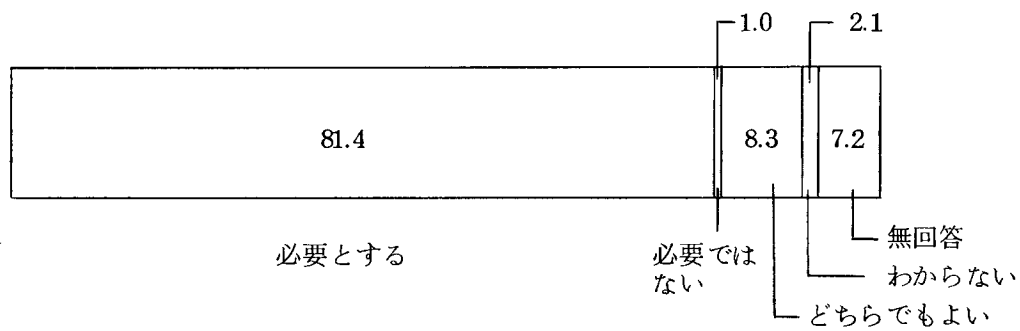 1.0 2.1
81.4 8.3 7.2
無回答
必要とする 必要では
ない わからない
どちらでもよい